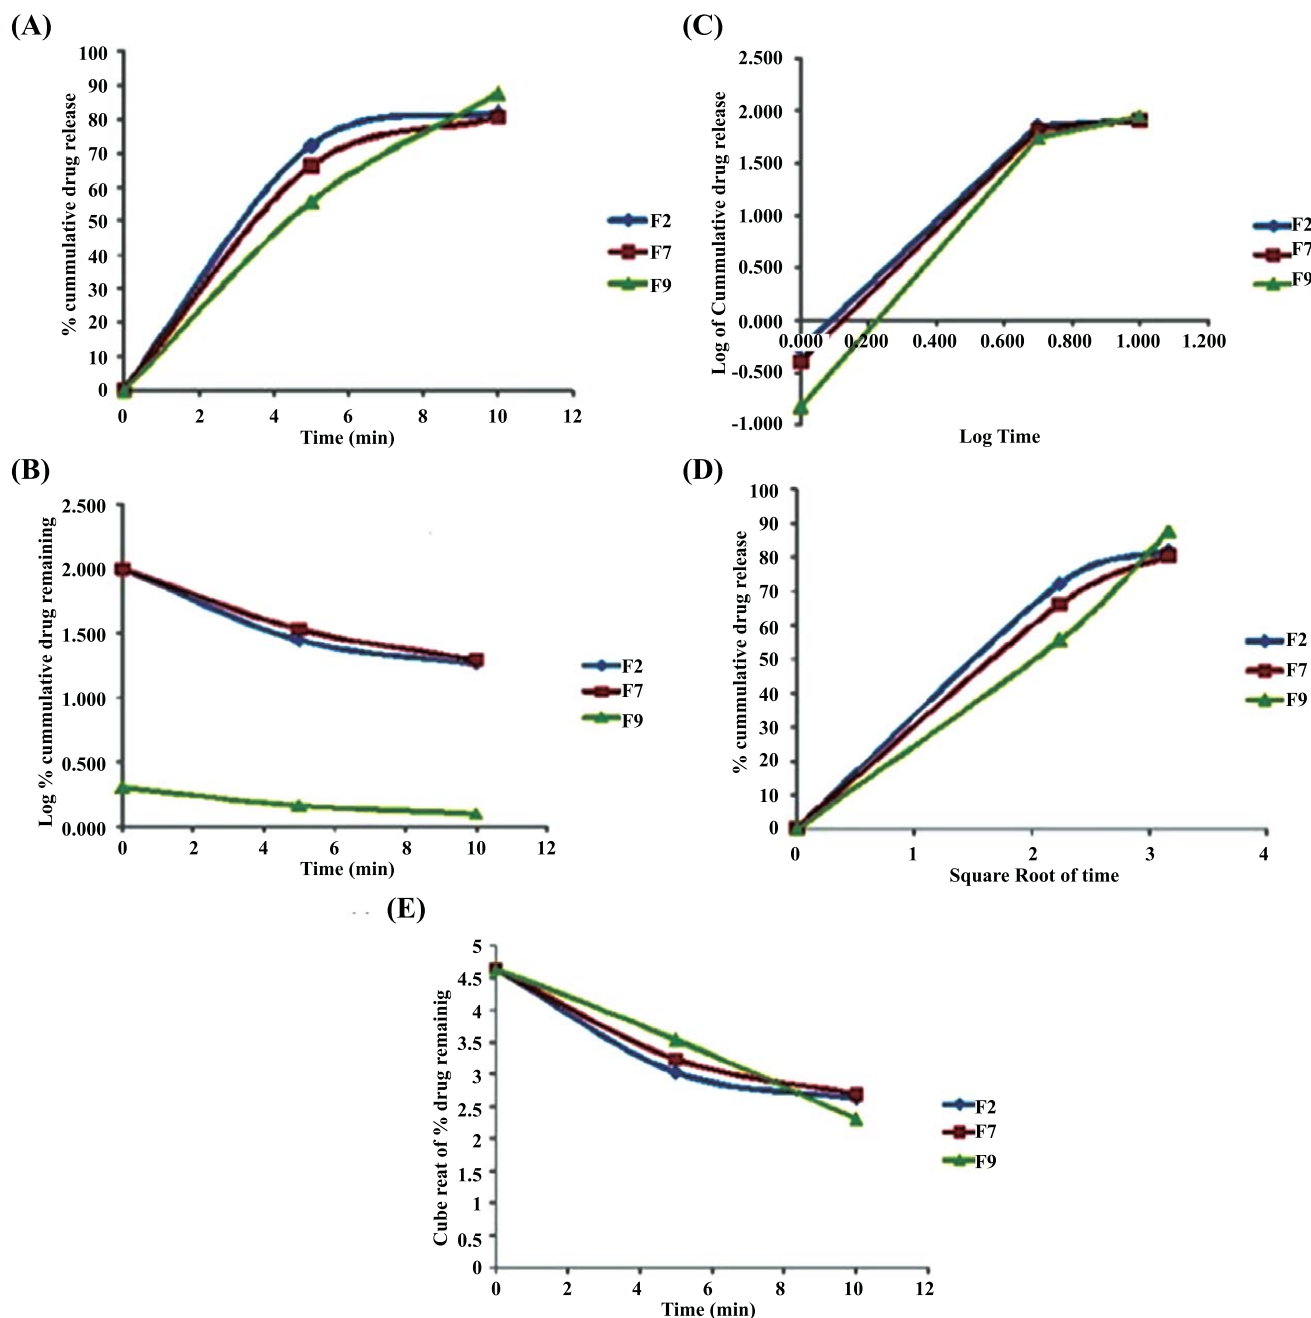 (A)
% cummulative drug release
100
90
80
70
60
50
40
30
20
10
0
0 2 4 6 8 10 12
Time (min)
F2
F7
F9
(C)
Log of Cummulative drug release
2.500
2.000
1.500
1.000
0.500
0.000
-0.500
-1.000
0.000 0.200 0.400 0.600 0.800 1.000 1.200
Log Time
F2
F7
F9
(B)
Log % cummulative drug remaining
2.500
2.000
1.500
1.000
0.500
0.000
0 2 4 6 8 10 12
Time (min)
F2
F7
F9
(D)
% cummulative drug release
100
90
80
70
60
50
40
30
20
10
0
0 1 2 3 4
Square Root of time
F2
F7
F9
(E)
Cube reat of % drug remainig
5
4.5
4
3.5
3
2.5
2
1.5
1
0.5
0
0 2 4 6 8 10 12
Time (min)
F2
F7
F9